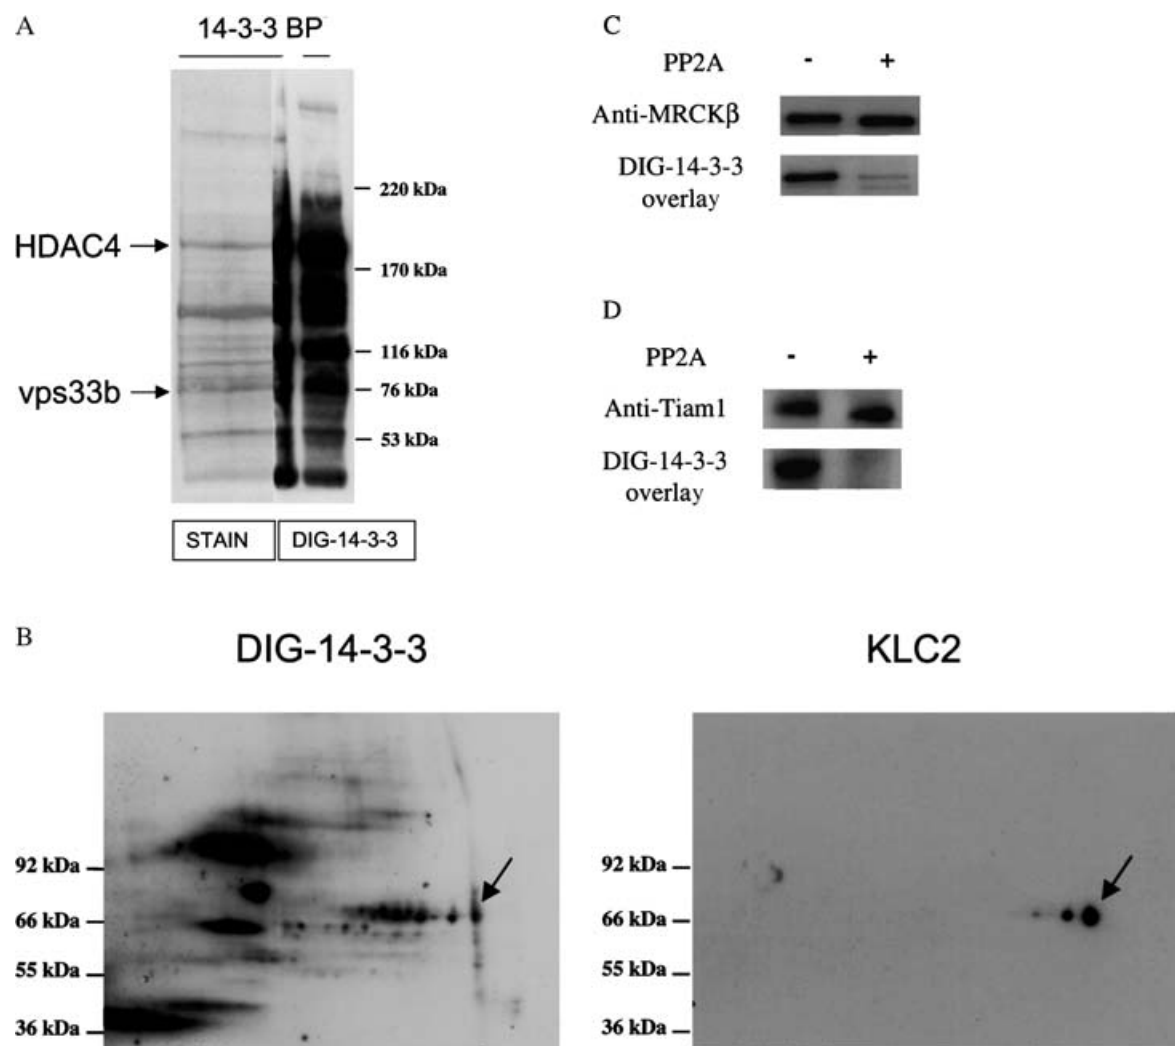 A
14-3-3 BP
220 kDa
HDAC4
170 kDa
116 kDa
vps33b
76 kDa
53 kDa
STAIN
DIG-14-3-3
C
PP2A - +
Anti-MRCKβ
DIG-14-3-3
overlay
D
PP2A - +
Anti-Tiam1
DIG-14-3-3
overlay
B
DIG-14-3-3
92 kDa
66 kDa
55 kDa
36 kDa
KLC2
92 kDa
66 kDa
55 kDa
36 kDa